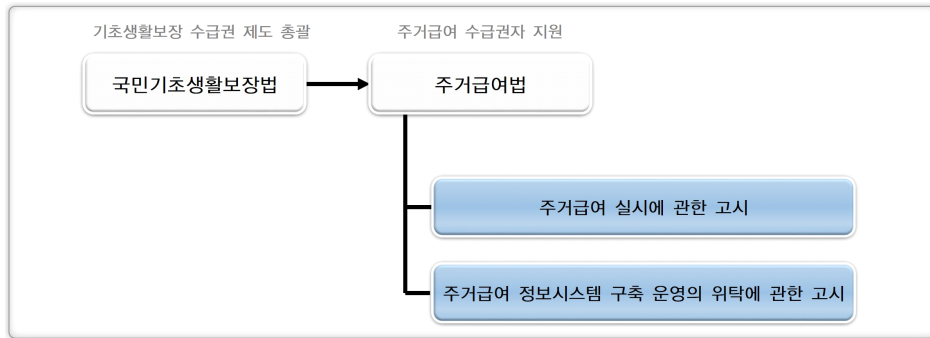 기초생활보장 수급권 제도 총괄
주거급여 수급권자 지원
국민기초생활보장법
주거급여법
주거급여 실시에 관한 고시
주거급여 정보시스템 구축 운영의 위탁에 관한 고시